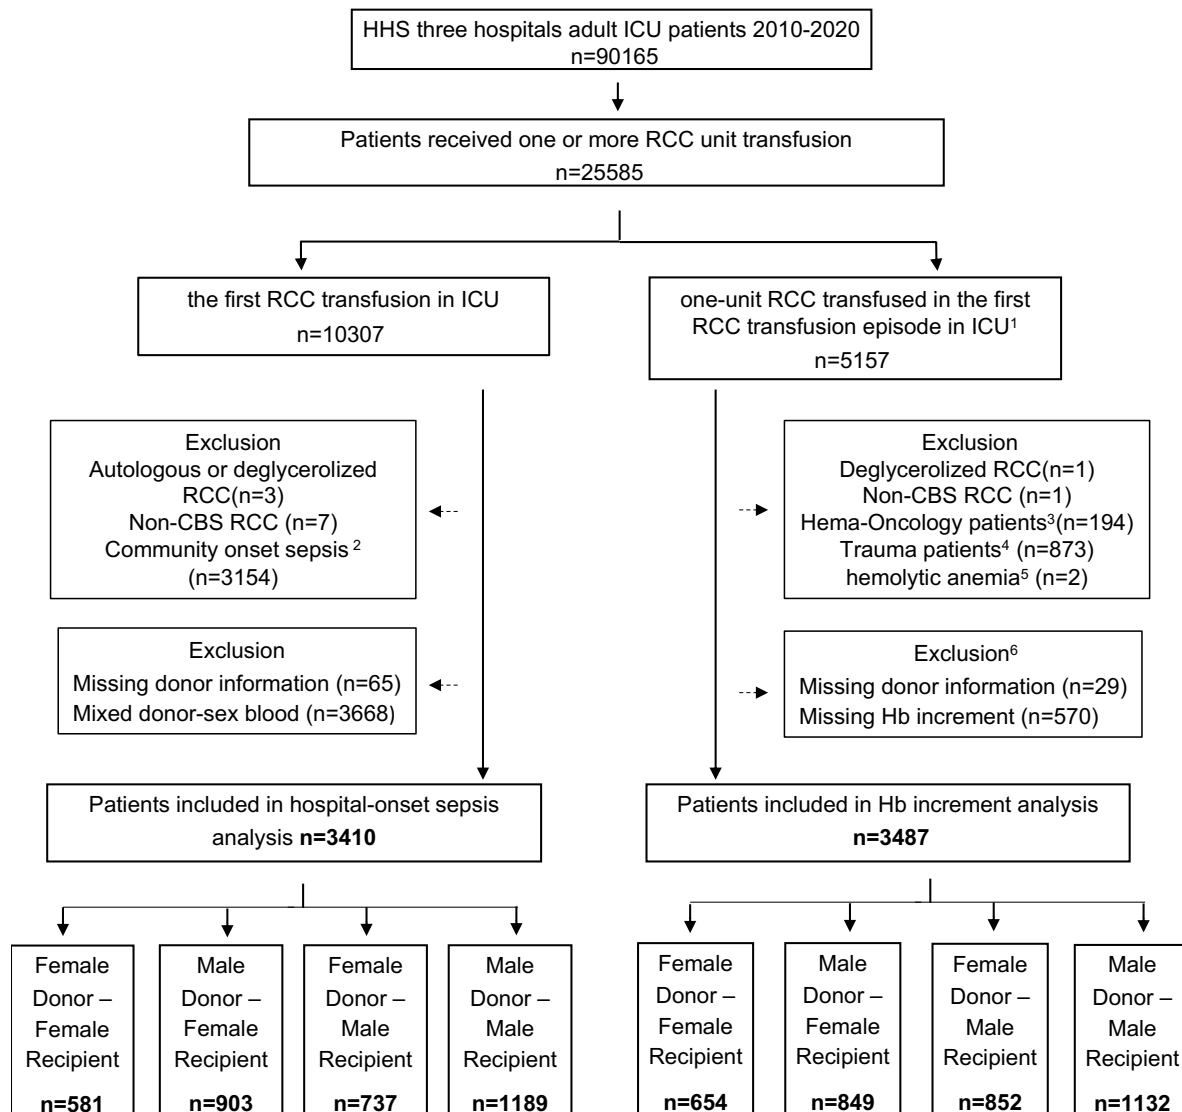 HHS three hospitals adult ICU patients 2010-2020
n=90165
Patients received one or more RCC unit transfusion
n=25585
the first RCC transfusion in ICU
n=10307
one-unit RCC transfused in the first
RCC transfusion episode in ICU¹
n=5157
Exclusion
Autologous or deglycerolized
RCC(n=3)
Non-CBS RCC (n=7)
Community onset sepsis ²
(n=3154)
Exclusion
Deglycerolized RCC(n=1)
Non-CBS RCC (n=1)
Hema-Oncology patients³(n=194)
Trauma patients⁴ (n=873)
hemolytic anemia⁵ (n=2)
Exclusion
Missing donor information (n=65)
Mixed donor-sex blood (n=3668)
Exclusion⁶
Missing donor information (n=29)
Missing Hb increment (n=570)
Patients included in hospital-onset sepsis
analysis n=3410
Patients included in Hb increment analysis
n=3487
Female
Donor –
Female
Recipient
n=581
Male
Donor –
Female
Recipient
n=903
Female
Donor –
Male
Recipient
n=737
Male
Donor –
Male
Recipient
n=1189
Female
Donor –
Female
Recipient
n=654
Male
Donor –
Female
Recipient
n=849
Female
Donor –
Male
Recipient
n=852
Male
Donor –
Male
Recipient
n=1132